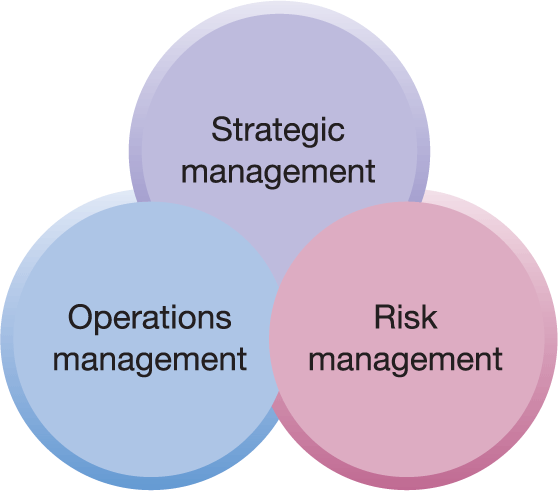 Strategic
management
Operations
management
Risk
management